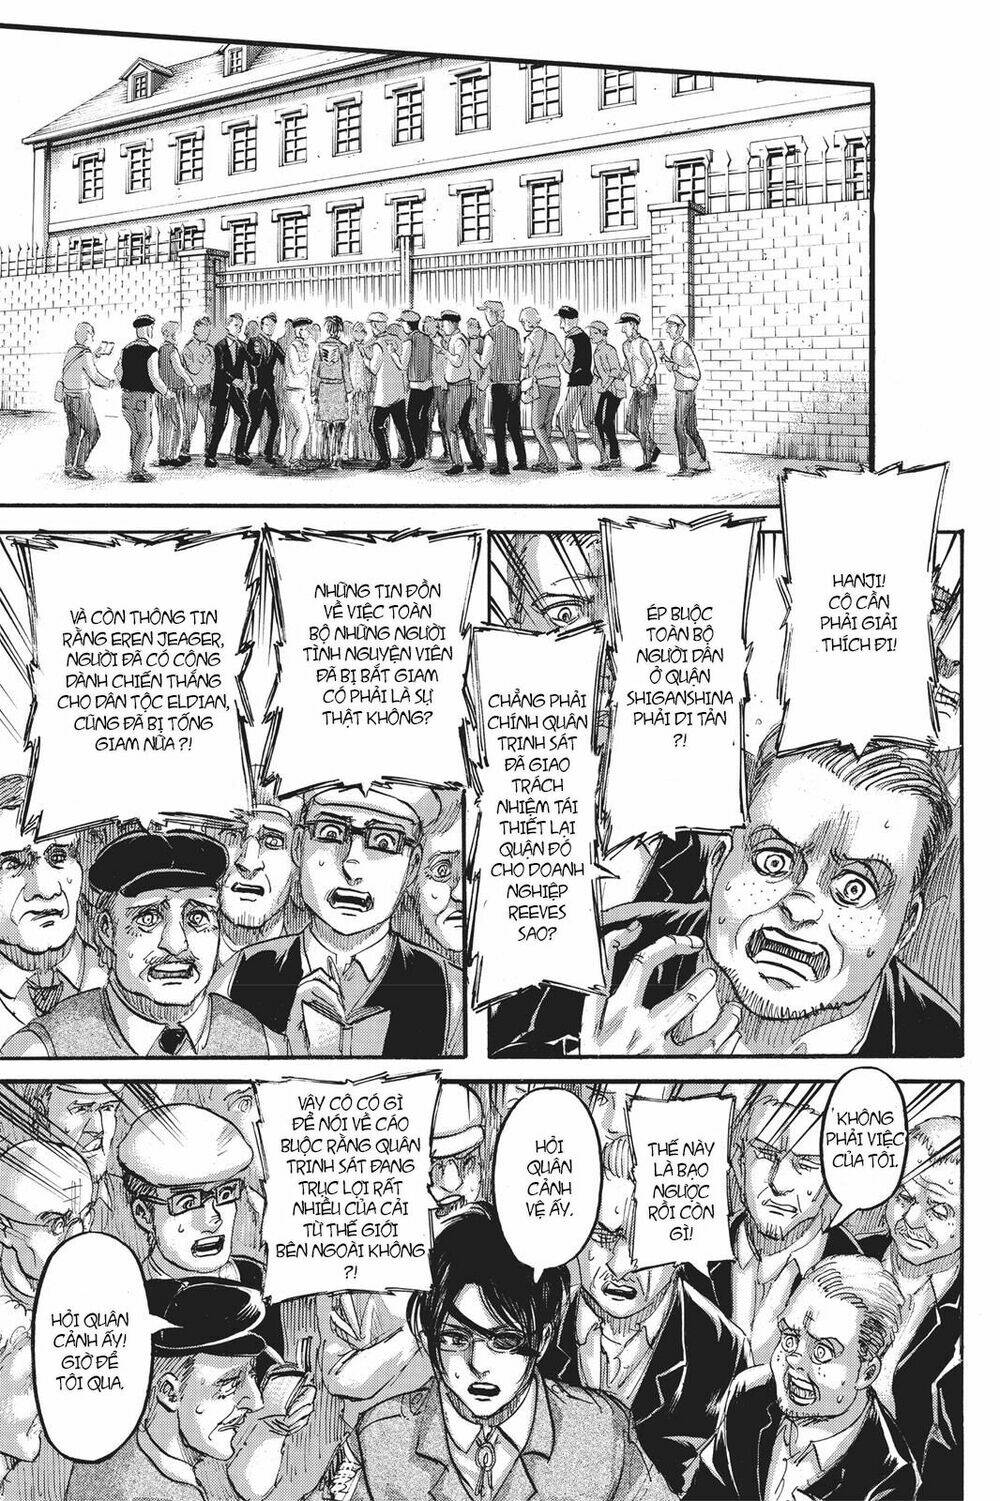 HANJI!
CÔ CẦN
PHẢI GIẢI
THÍCH ĐI!
ÉP BUỘC
TOÀN BỘ
NGƯỜI DÂN
Ở QUẬN
SHIGANSHINA
PHẢI DI TẢN
?!
CHẲNG PHẢI
CHÍNH QUÂN
TRINH SÁT
ĐÃ GIAO
TRÁCH
NHIỆM TÁI
THIẾT LẠI
QUẬN ĐÓ
CHO DOANH
NGHIỆP
REEVES
SAO?
NHỮNG TIN ĐỒN
VỀ VIỆC TOÀN
BỘ NHỮNG NGƯỜI
TÌNH NGUYỆN VIÊN
ĐÃ BỊ BẮT GIAM
CÓ PHẢI LÀ SỰ
THẬT KHÔNG?
VÀ CÒN THÔNG TIN
RẰNG EREN JEAGER,
NGƯỜI ĐÃ CÓ CÔNG
DÀNH CHIẾN THẮNG
CHO DÂN TỘC ELDIAN,
CŨNG ĐÃ BỊ TỐNG
GIAM NỮA?!
KHÔNG
PHẢI VIỆC
CỦA TÔI.
THẾ NÀY
LÀ BẠO
NGƯỢC
RỒI CÒN
GÌ!
HỎI
QUÂN
CẢNH
VỆ ẤY.
VẬY CÔ CÓ GÌ
ĐỂ NÓI VỀ CÁO
BUỘC RẰNG QUÂN
TRINH SÁT ĐANG
TRỤC LỢI RẤT
NHIỀU CỦA CẢI
TỪ THẾ GIỚI
BÊN NGOÀI KHÔNG
?!
HỎI QUÂN
CẢNH ẤY!
GIỜ ĐỂ
TÔI QUA.